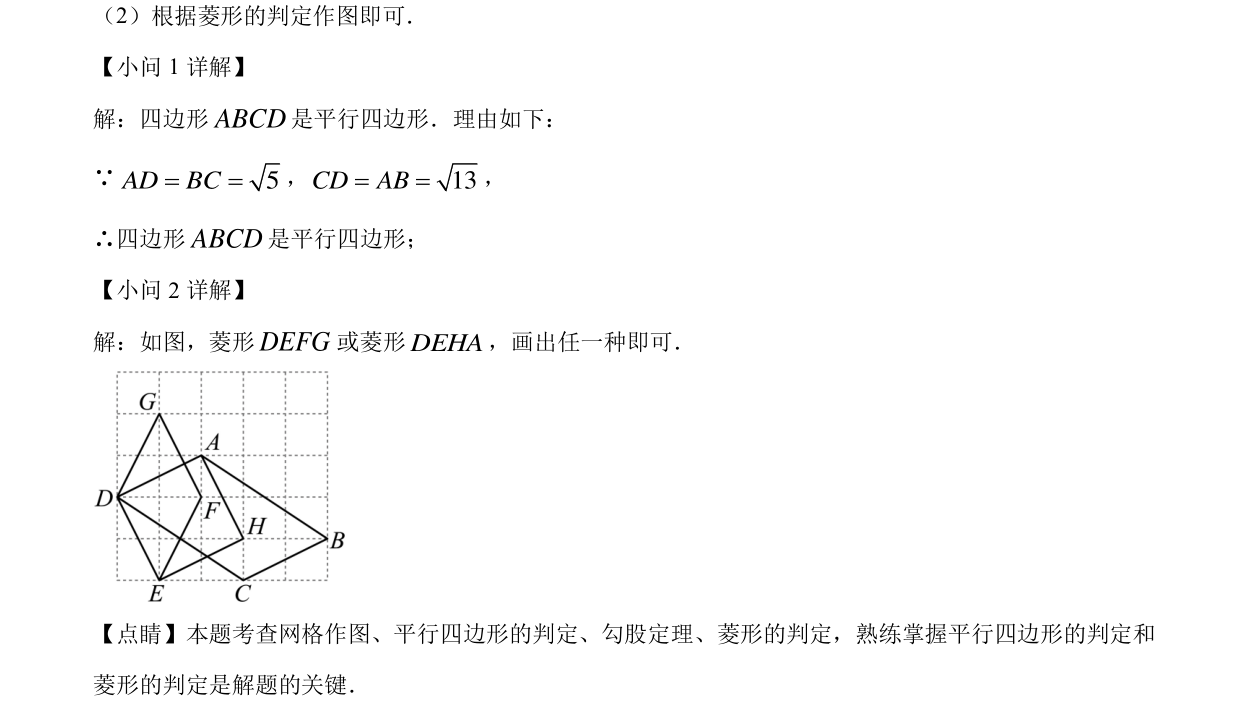 （2）根据菱形的判定作图即可．
【小问 1 详解】
解：四边形 ABCD 是平行四边形．理由如下：
∵ AD = BC = √5 ，CD = AB = √13 ，
∴四边形 ABCD 是平行四边形；
【小问 2 详解】
解：如图，菱形 DEFG 或菱形 DEHA ，画出任一种即可．
G
A
D
F
H
B
E
C
【点睛】本题考查网格作图、平行四边形的判定、勾股定理、菱形的判定，熟练掌握平行四边形的判定和
菱形的判定是解题的关键．